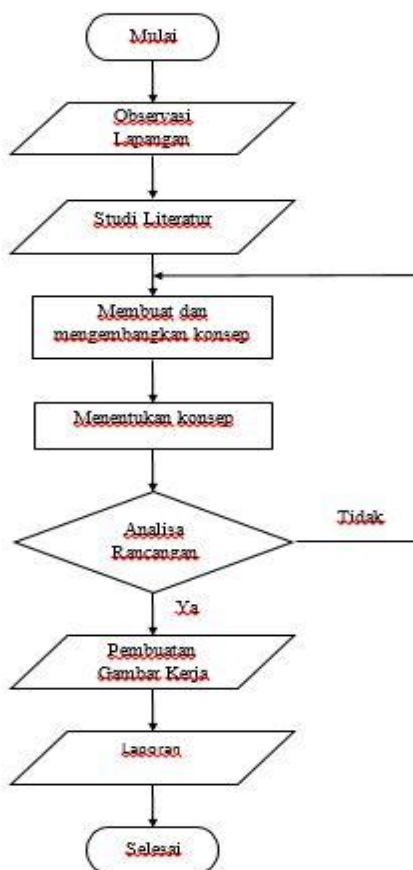 Mulai
Observasi
Lapangan
Studi Literatur
Membuat dan
mengembangkan konsep
Menentukan konsep
Analisa
Rancangan
Tidak
Ya
Pembuatan
Gambar Kerja
Laporan
Selesai